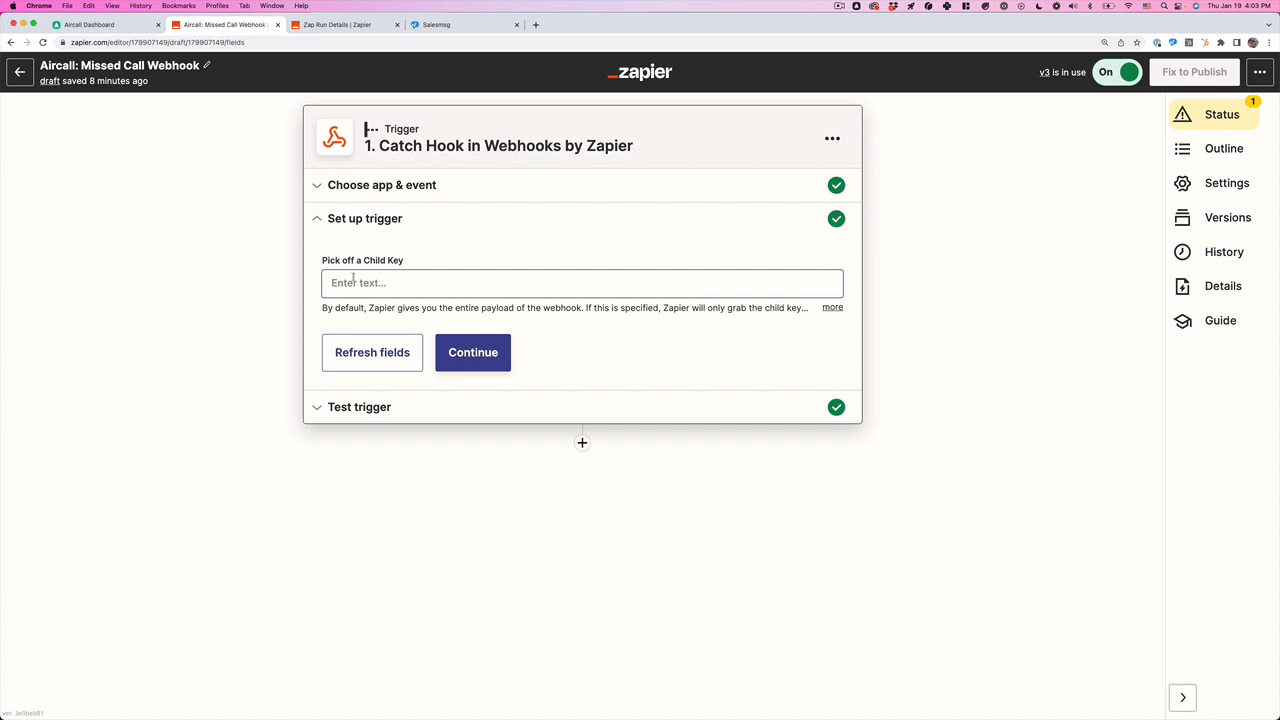 Chrome File Edit View History Bookmarks Profiles Tab Window Help
Thu Jan 19 4:03 PM
Aircall Dashboard
Aircall: Missed Call Webhook
Zap Run Details | Zapier
Salesmsg
zapier.com/editor/179907149/draft/179907149/fields
Aircall: Missed Call Webhook
draft saved 8 minutes ago
zapier
v3 is in use
On
Fix to Publish
Trigger
1. Catch Hook in Webhooks by Zapier
Choose app & event
Set up trigger
Pick off a Child Key
Enter text...
By default, Zapier gives you the entire payload of the webhook. If this is specified, Zapier will only grab the child key... more
Refresh fields
Continue
Test trigger
1
Status
Outline
Settings
Versions
History
Details
Guide
ver. 3e9beb81